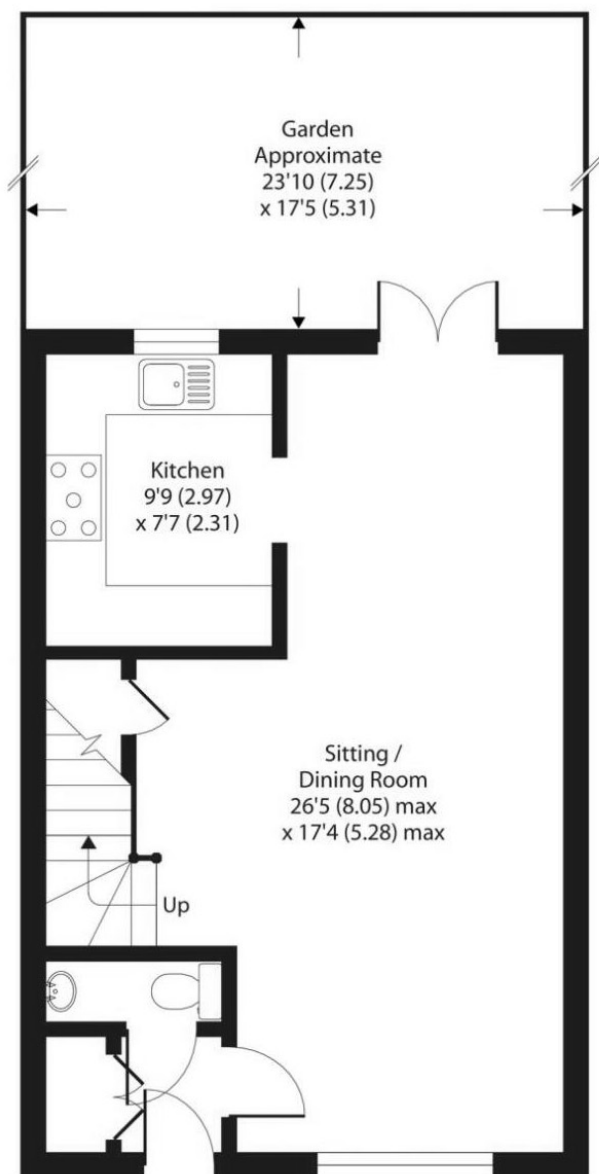 Garden
Approximate
23'10 (7.25)
x 17'5 (5.31)
Kitchen
9'9 (2.97)
x 7'7 (2.31)
Sitting /
Dining Room
26'5 (8.05) max
x 17'4 (5.28) max
Up